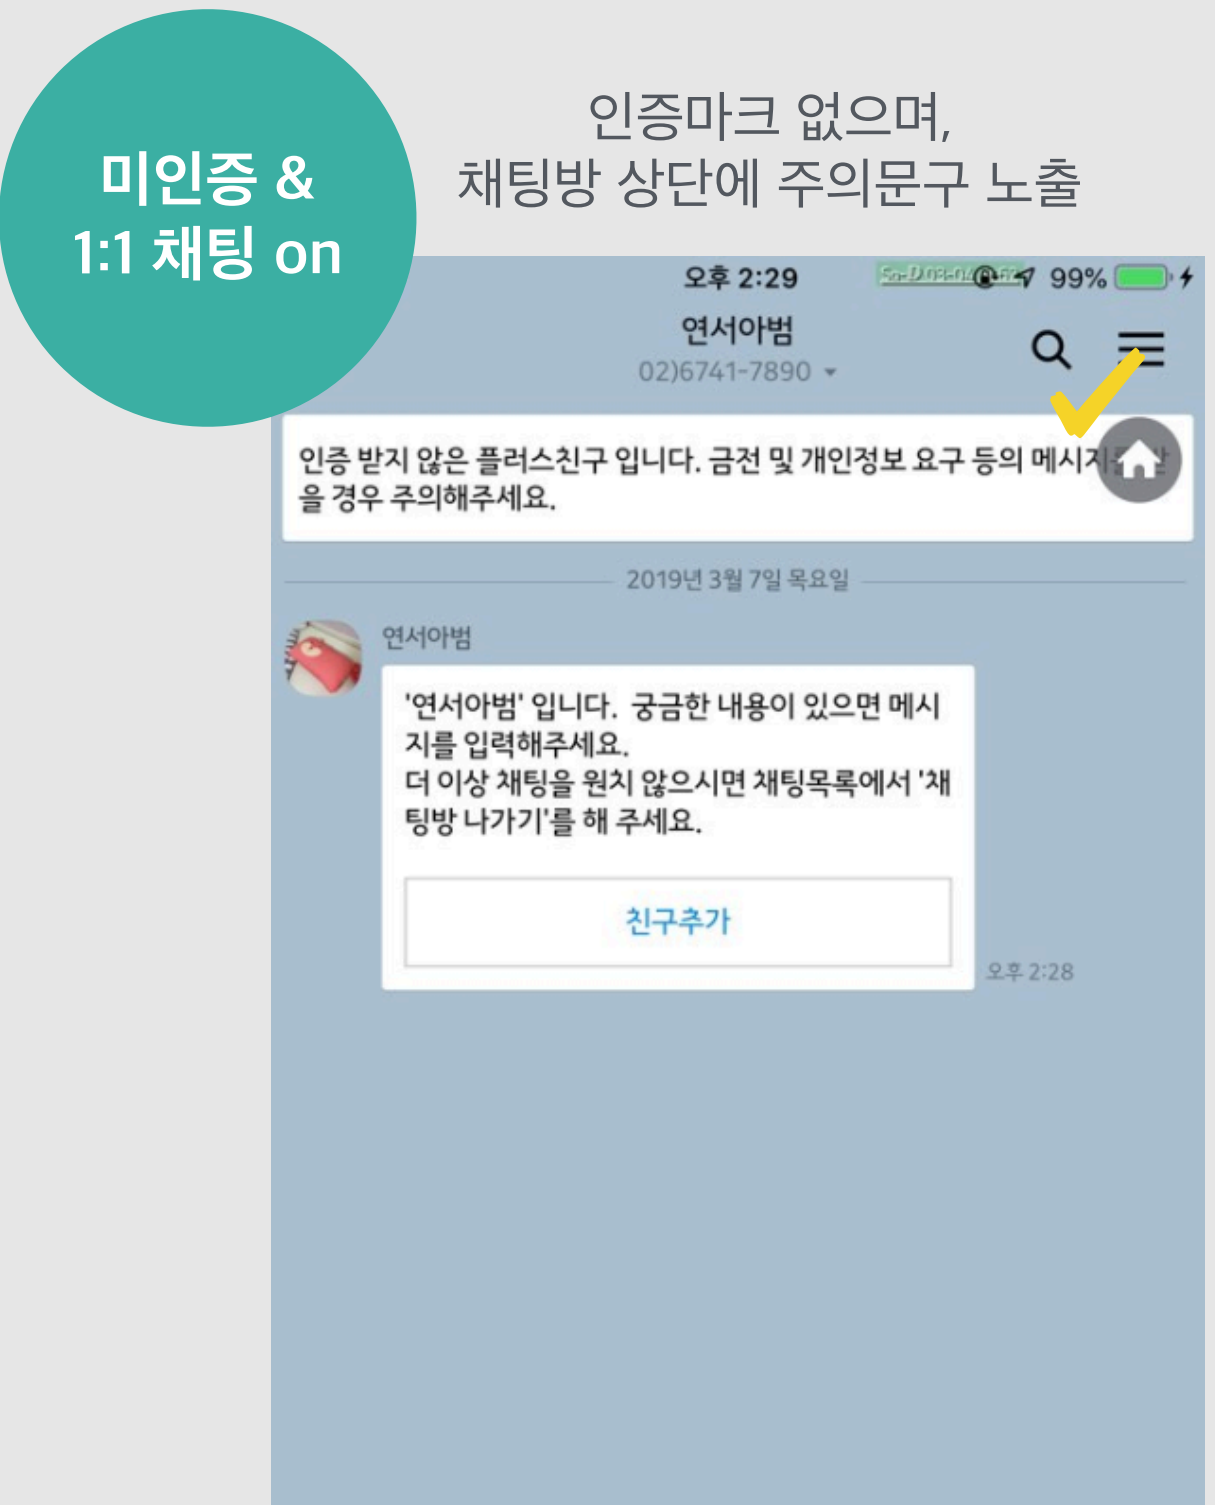 미인증 &
1:1 채팅 on
인증마크 없으며,
채팅방 상단에 주의문구 노출
오후 2:29
99%
연서아범
02)6741-7890
인증 받지 않은 플러스친구 입니다. 금전 및 개인정보 요구 등의
을 경우 주의해주세요.
2019년 3월 7일 목요일
연서아범
'연서아범' 입니다. 궁금한 내용이 있으면 메시
지를 입력해주세요.
더 이상 채팅을 원치 않으시면 채팅목록에서 '채
팅방 나가기'를 해 주세요.
친구추가
오후 2:28